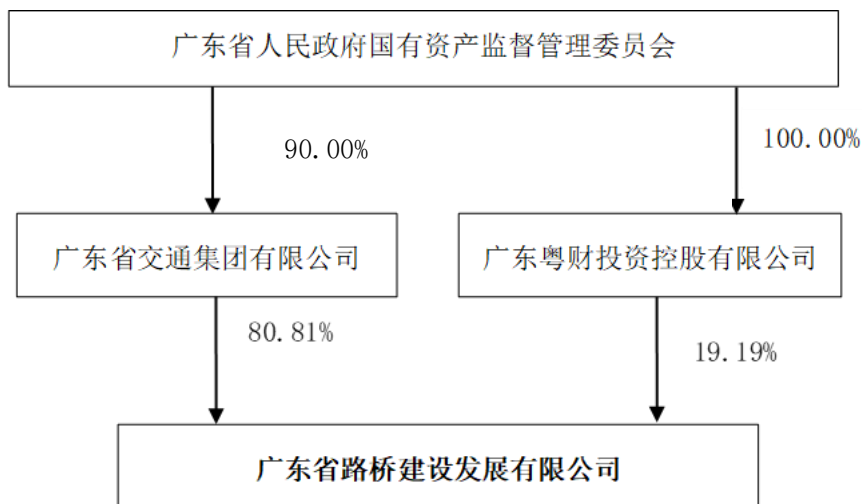 广东省人民政府国有资产监督管理委员会
90.00%
100.00%
广东省交通集团有限公司
广东粤财投资控股有限公司
80.81%
19.19%
广东省路桥建设发展有限公司